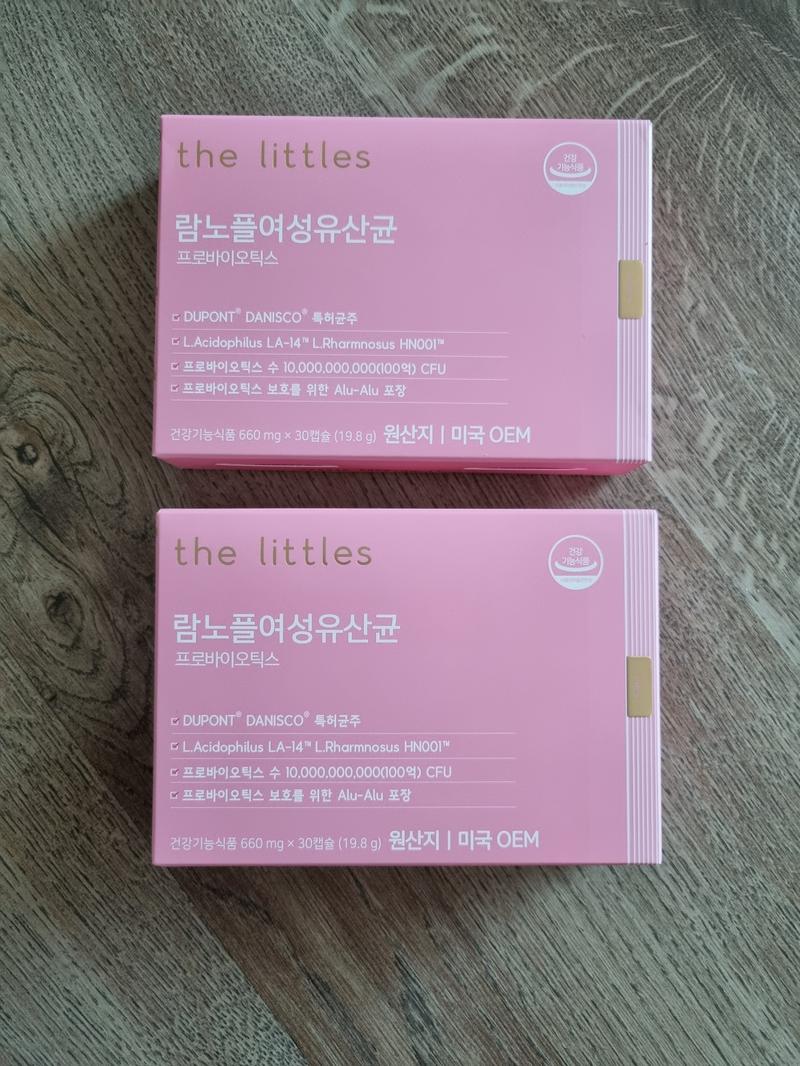 the littles
건강
기능식품
람노플여성유산균
프로바이오틱스
DUPONT® DANISCO® 특허균주
L.Acidophilus LA-14™ L.Rharmnosus HN001™
프로바이오틱스 수 10,000,000,000(100억) CFU
프로바이오틱스 보호를 위한 Alu-Alu 포장
건강기능식품 660 mg × 30캡슐 (19.8 g) 원산지 | 미국 OEM
the littles
건강
기능식품
람노플여성유산균
프로바이오틱스
DUPONT® DANISCO® 특허균주
L.Acidophilus LA-14™ L.Rharmnosus HN001™
프로바이오틱스 수 10,000,000,000(100억) CFU
프로바이오틱스 보호를 위한 Alu-Alu 포장
건강기능식품 660 mg × 30캡슐 (19.8 g) 원산지 | 미국 OEM